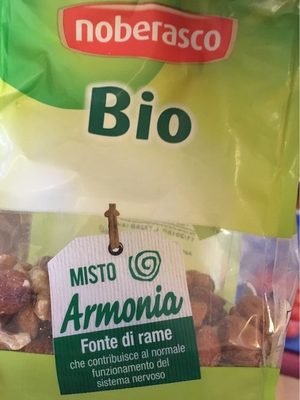 noberasco
Bio
MISTO
Armonia
Fonte di rame
che contribuisce al normale
funzionamento del
sistema nervoso